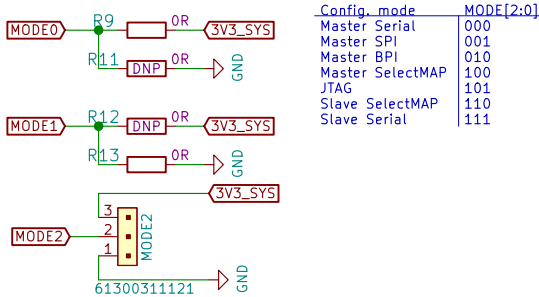 R9 0R
MODE0 3V3_SYS
R11 0R
DNP GND
R12 0R
MODE1 DNP 3V3_SYS
R13 0R
GND
3V3_SYS
3
MODE2 2 MODE2
1
GND
61300311121
Config. mode MODE[2:0]
Master Serial 000
Master SPI 001
Master BPI 010
Master SelectMAP 100
JTAG 101
Slave SelectMAP 110
Slave Serial 111